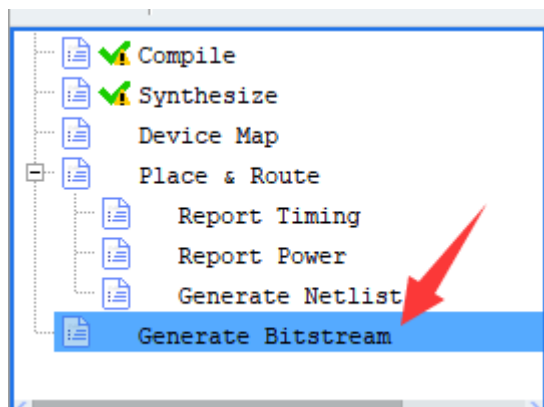 Compile
Synthesize
Device Map
Place & Route
Report Timing
Report Power
Generate Netlist
Generate Bitstream